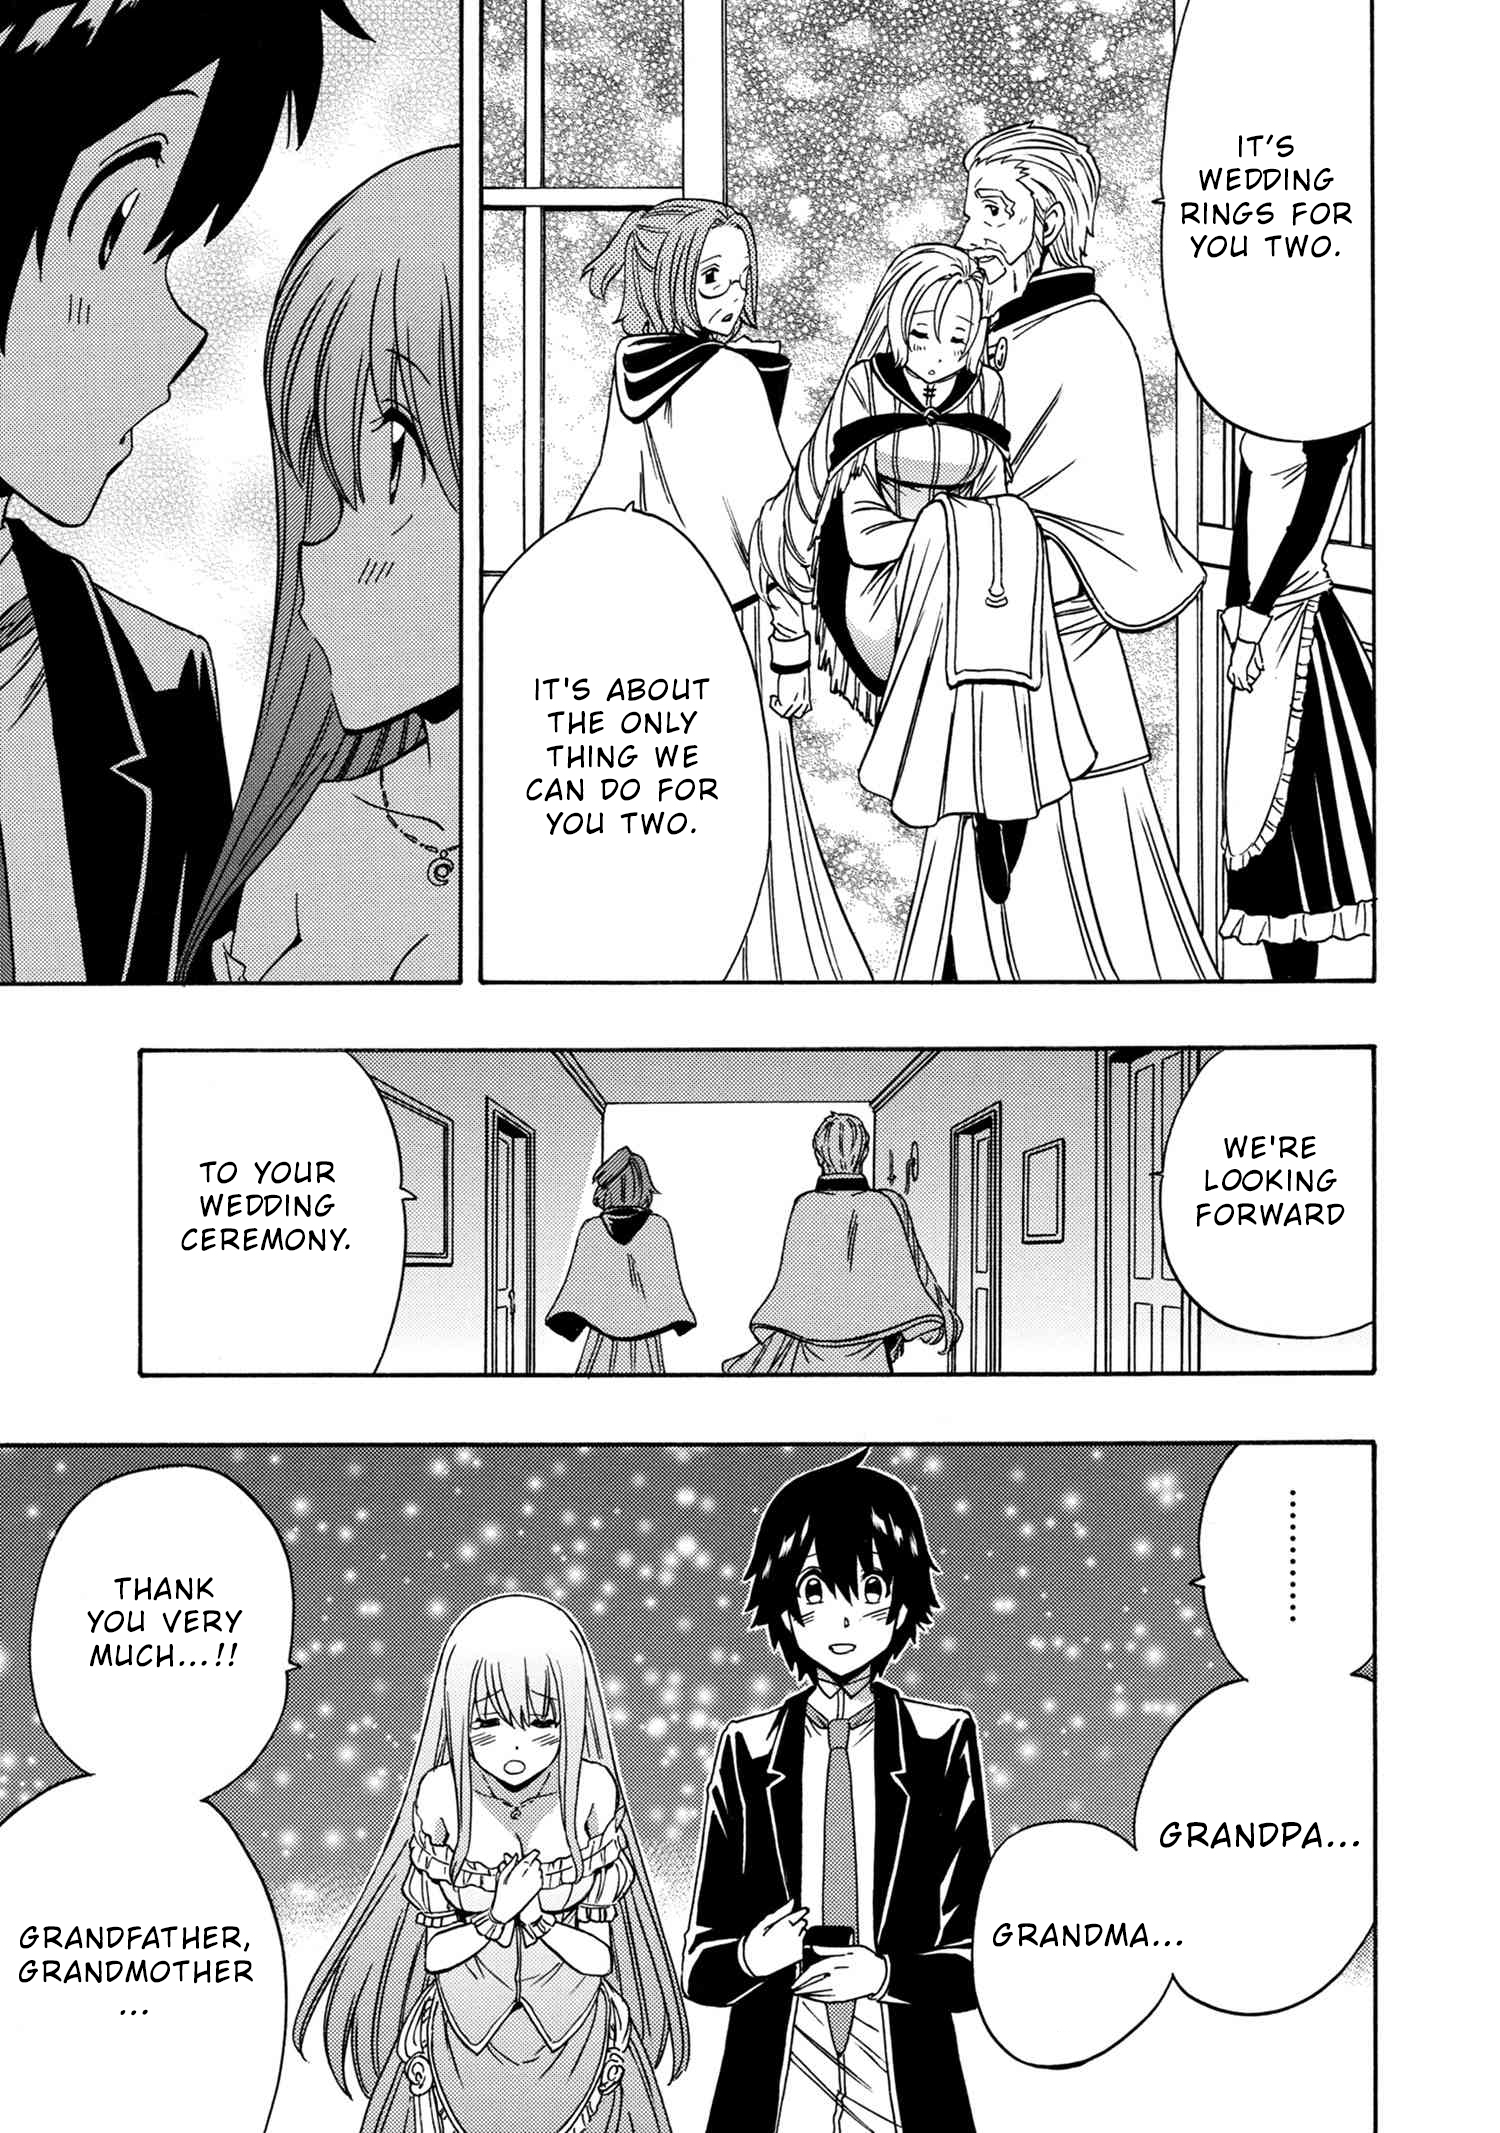 IT'S
WEDDING
RINGS FOR
YOU TWO.
IT'S ABOUT
THE ONLY
THING WE
CAN DO FOR
YOU TWO.
WE'RE
LOOKING
FORWARD
TO YOUR
WEDDING
CEREMONY.
..........
GRANDPA...
GRANDMA...
THANK
YOU VERY
MUCH...!!
GRANDFATHER,
GRANDMOTHER
...